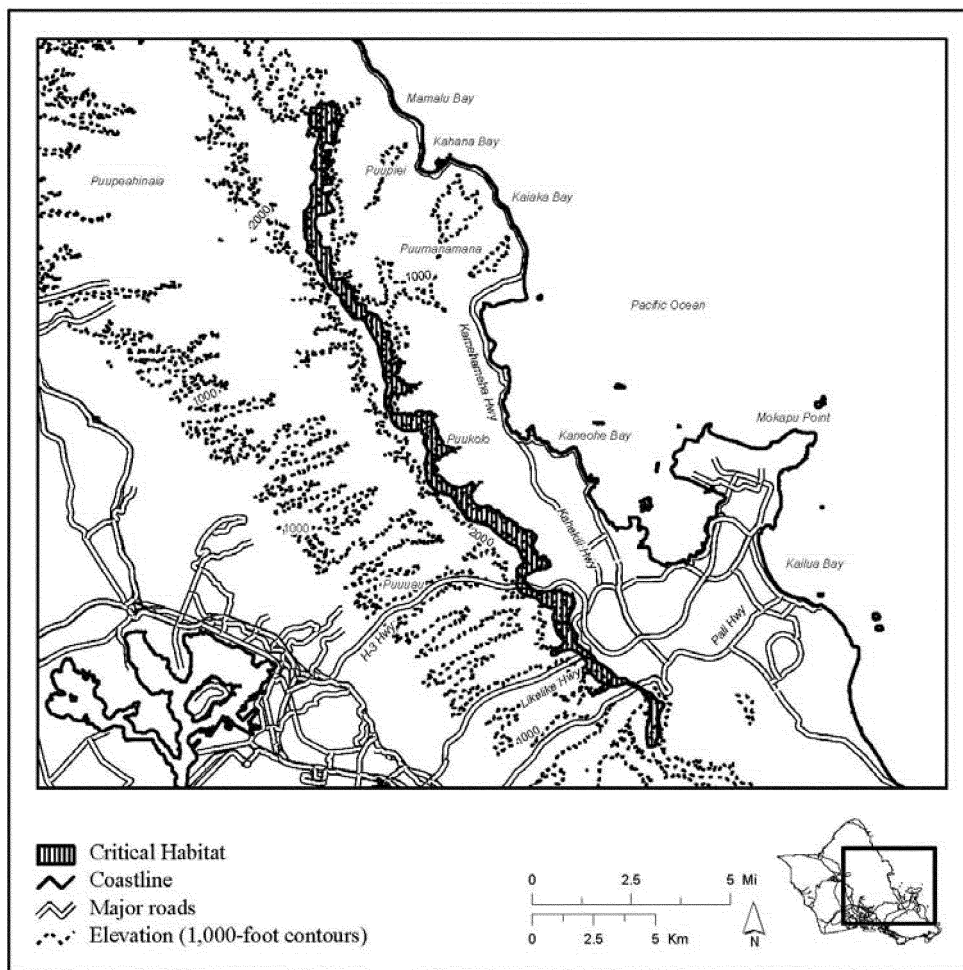 Mamalu Bay
Kahana Bay
Puupiei
Puupeahinaia
Kaiaka Bay
2000
Puumanamana
1000
Pacific Ocean
Kamehameha Hwy
1000
Mokapu Point
Puukolo
Kaneohe Bay
1000
2000
Kahekili Hwy
Kailua Bay
Puuuau
H-3 Hwy
Pali Hwy
Likelike Hwy
1000
Critical Habitat
Coastline
Major roads
Elevation (1,000-foot contours)
0 2.5 5 Mi
0 2.5 5 Km
N